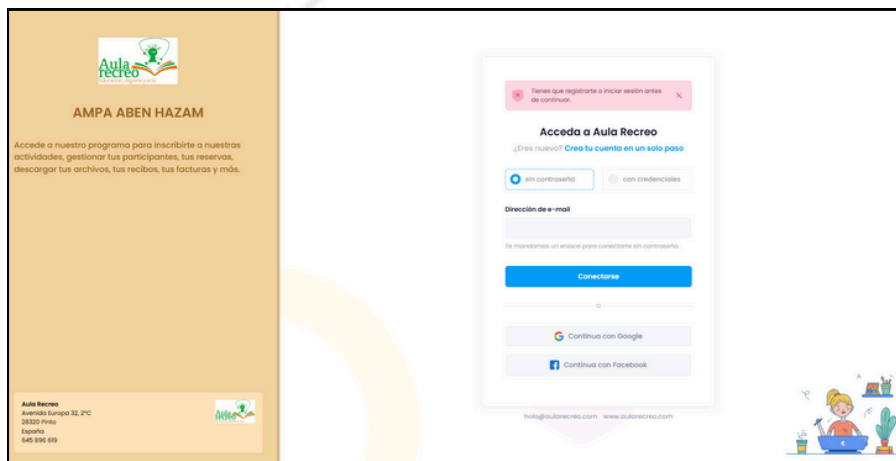 Aula
recreo
AMPA ABEN HAZAM
Accede a nuestro programa para inscribirte a nuestras
actividades, gestionar tus participantes, tus reservas,
descargar tus archivos, tus recibos, tus facturas y más.
Aula Recreo
Avenida Europa 32, 2ºC
28320 Pinto
España
645 896 619
Aula
recreo
Tienes que registrarte o iniciar sesión antes
de continuar.
Acceda a Aula Recreo
¿Eres nuevo? Crea tu cuenta en un solo paso
sin contraseña
con credenciales
Dirección de e-mail
Te mandamos un enlace para conectarte sin contraseña.
Conectarse
O
Continua con Google
Continua con Facebook
hola@aularecreo.com www.aularecreo.com